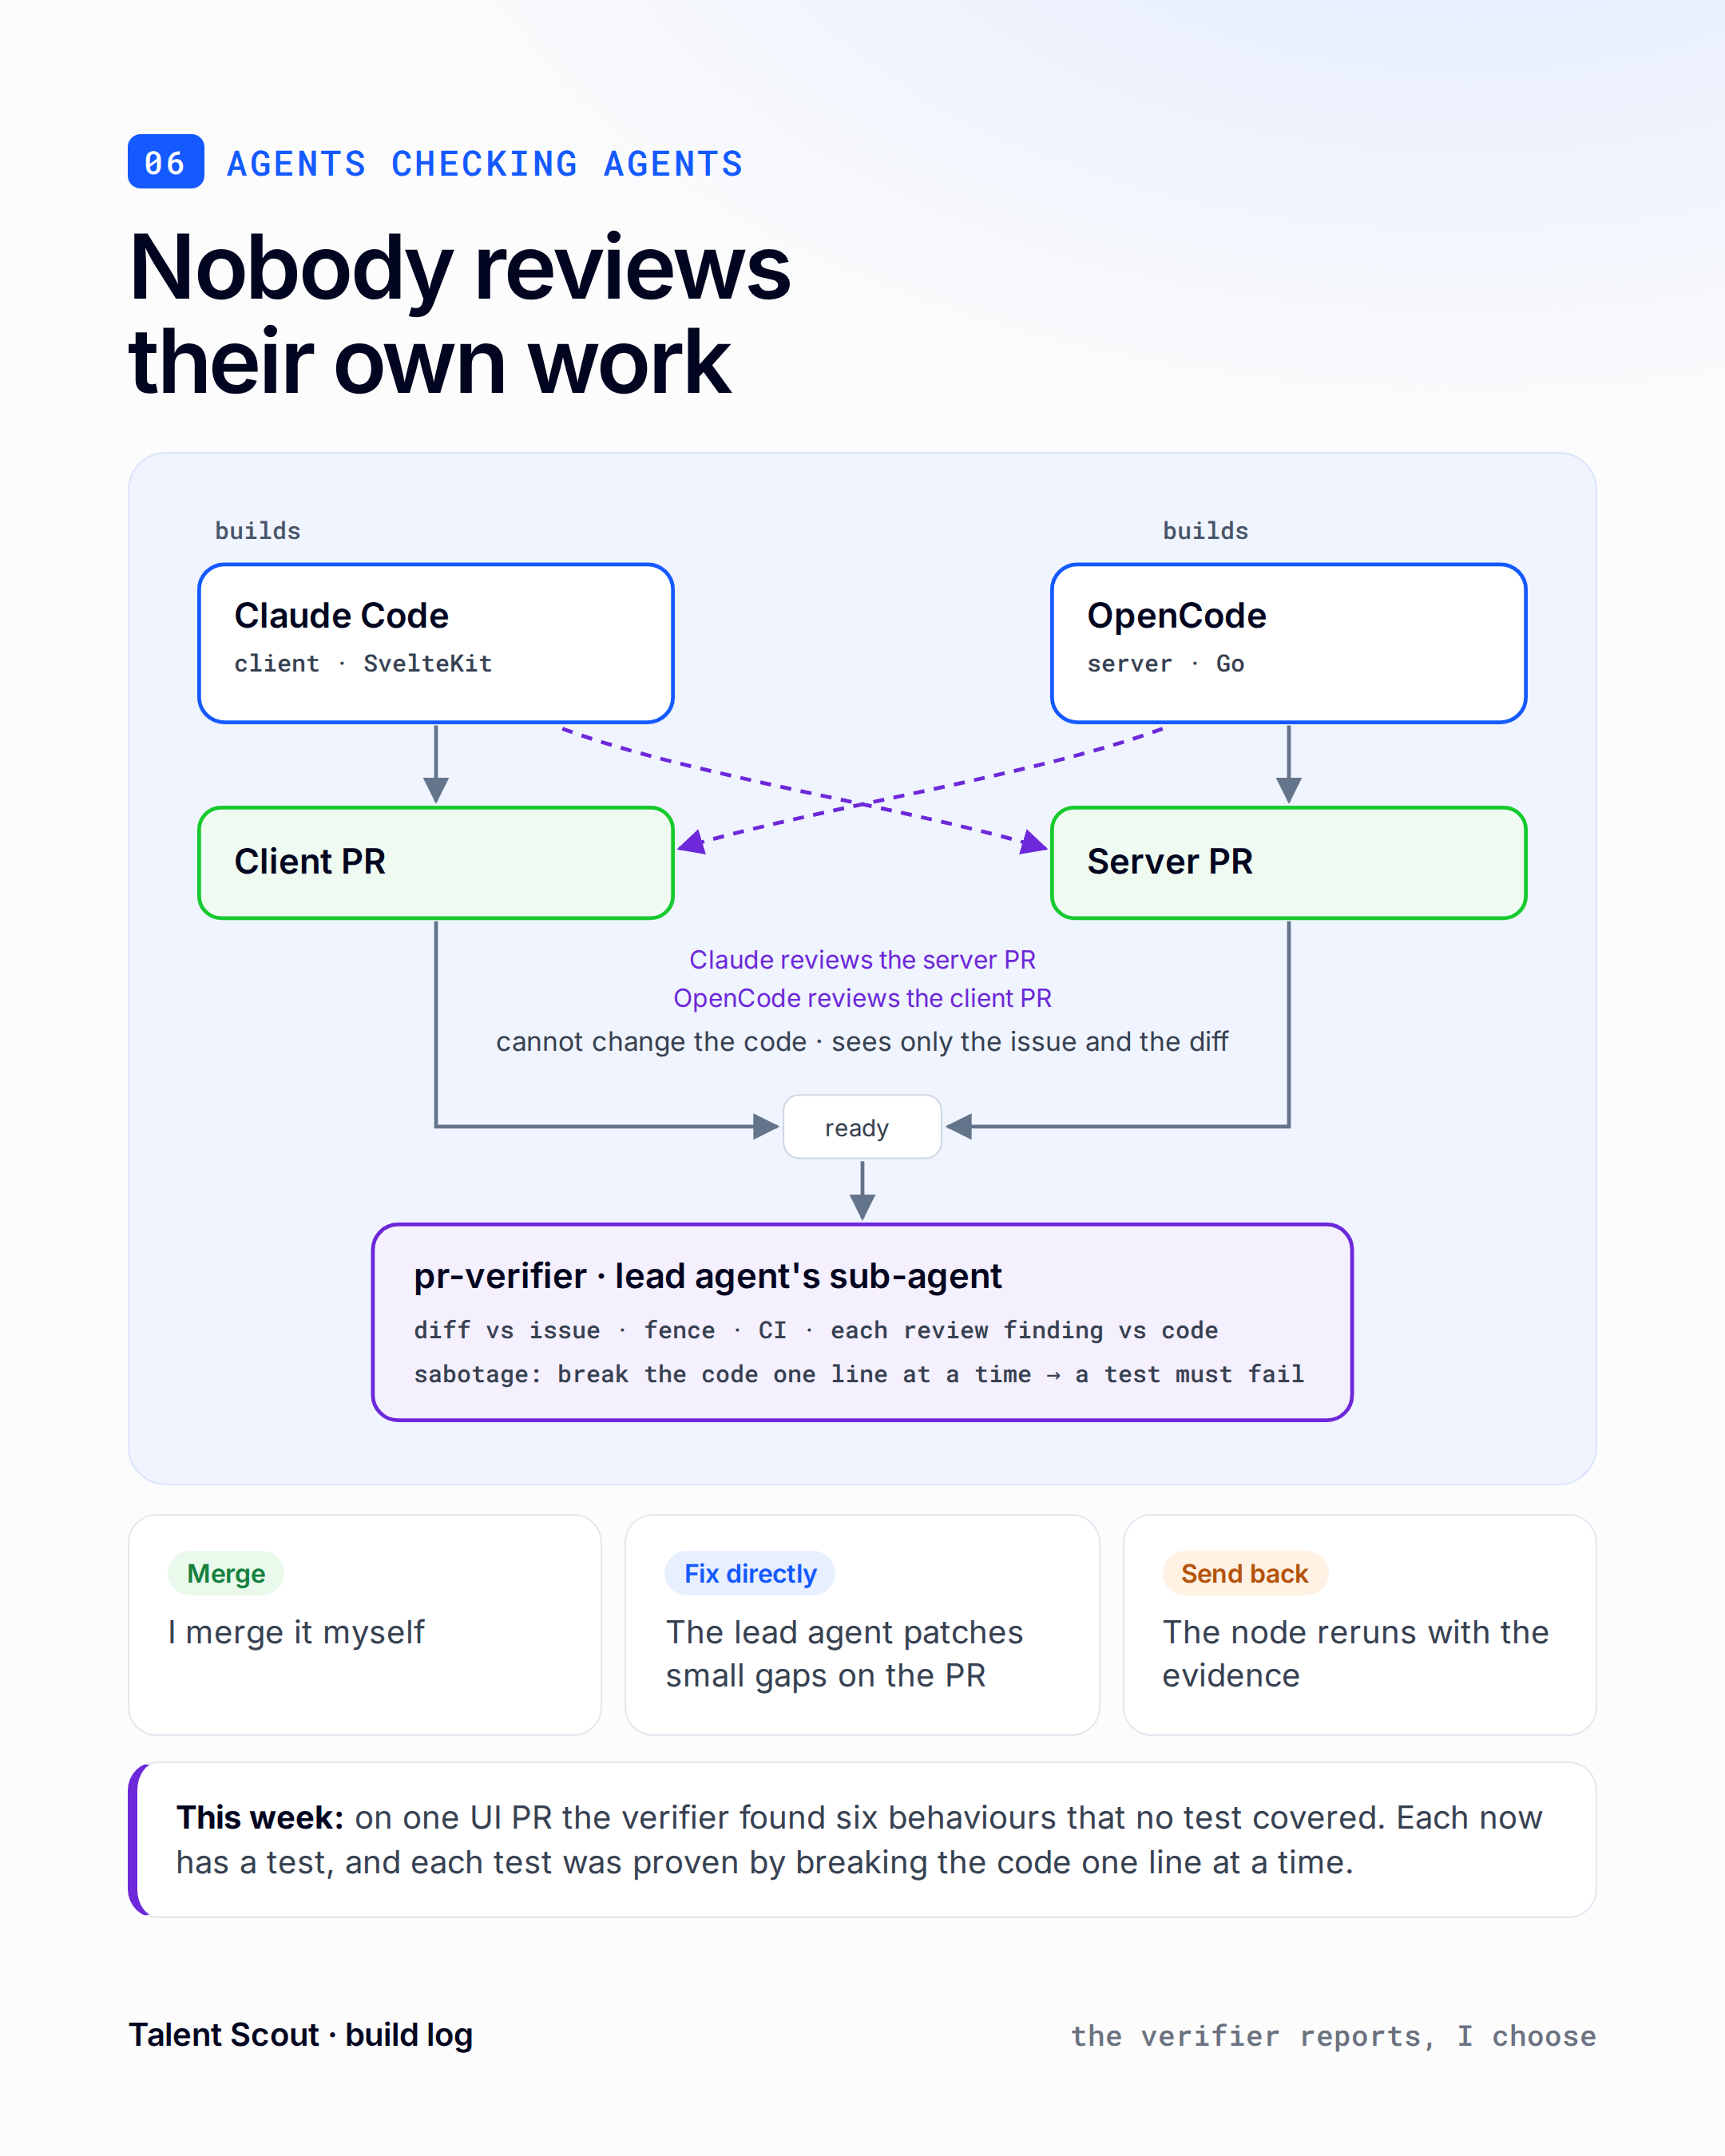 06 AGENTS CHECKING AGENTS
Nobody reviews
their own work
builds
builds
Claude Code
client · SvelteKit
OpenCode
server · Go
Client PR
Server PR
Claude reviews the server PR
OpenCode reviews the client PR
cannot change the code · sees only the issue and the diff
ready
pr-verifier · lead agent's sub-agent
diff vs issue · fence · CI · each review finding vs code
sabotage: break the code one line at a time → a test must fail
Merge
I merge it myself
Fix directly
The lead agent patches
small gaps on the PR
Send back
The node reruns with the
evidence
This week: on one UI PR the verifier found six behaviours that no test covered. Each now
has a test, and each test was proven by breaking the code one line at a time.
Talent Scout · build log
the verifier reports, I choose